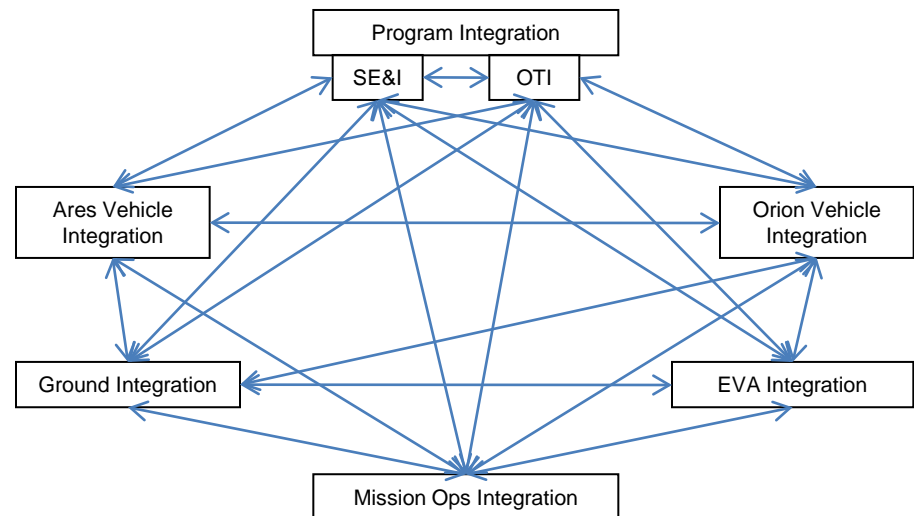 Program Integration
SE&I
OTI
Ares Vehicle
Integration
Orion Vehicle
Integration
Ground Integration
EVA Integration
Mission Ops Integration